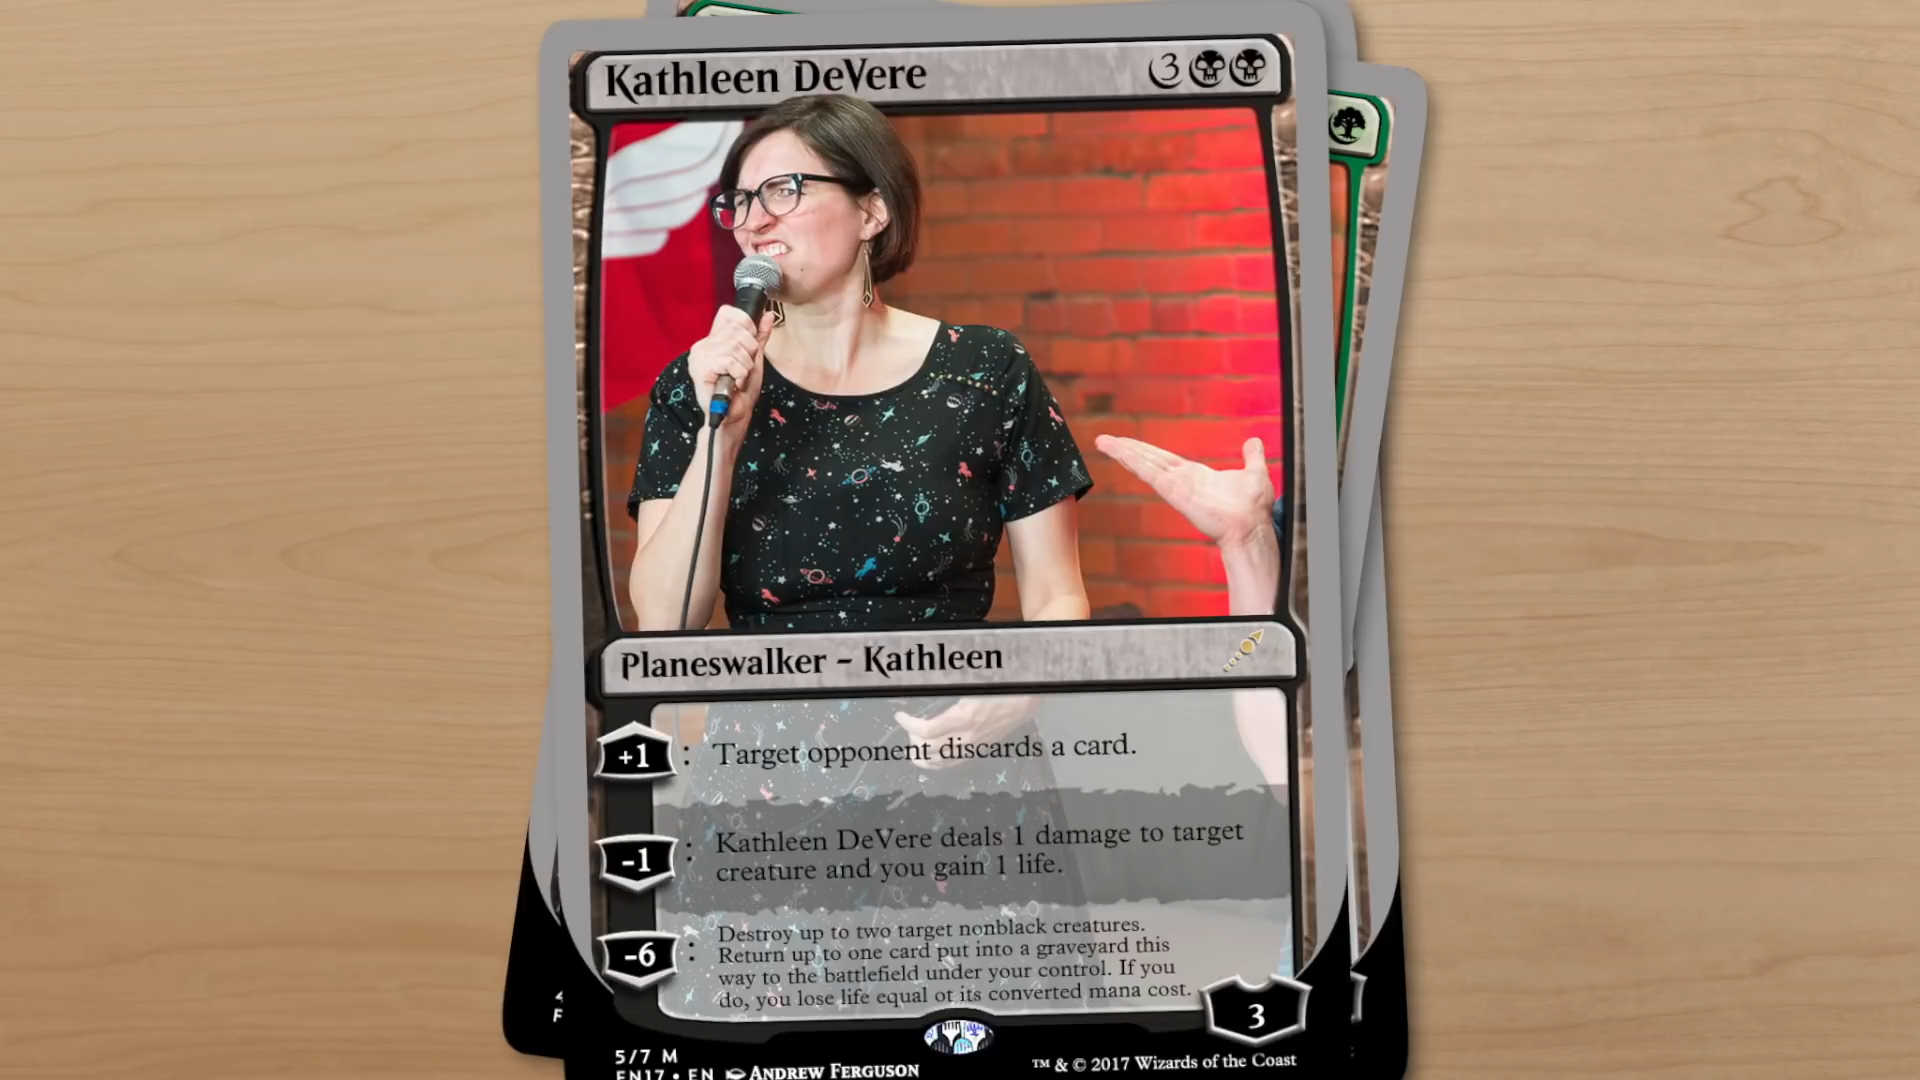 Kathleen DeVere 3
Planeswalker - Kathleen
+1 : Target opponent discards a card.
-1 : Kathleen DeVere deals 1 damage to target
creature and you gain 1 life.
-6 : Destroy up to two target nonblack creatures.
Return up to one card put into a graveyard this
way to the battlefield under your control. If you
do, you lose life equal ot its converted mana cost.
3
5/7 M
EN17 • EN ANDREW FERGUSON
™ & © 2017 Wizards of the Coast